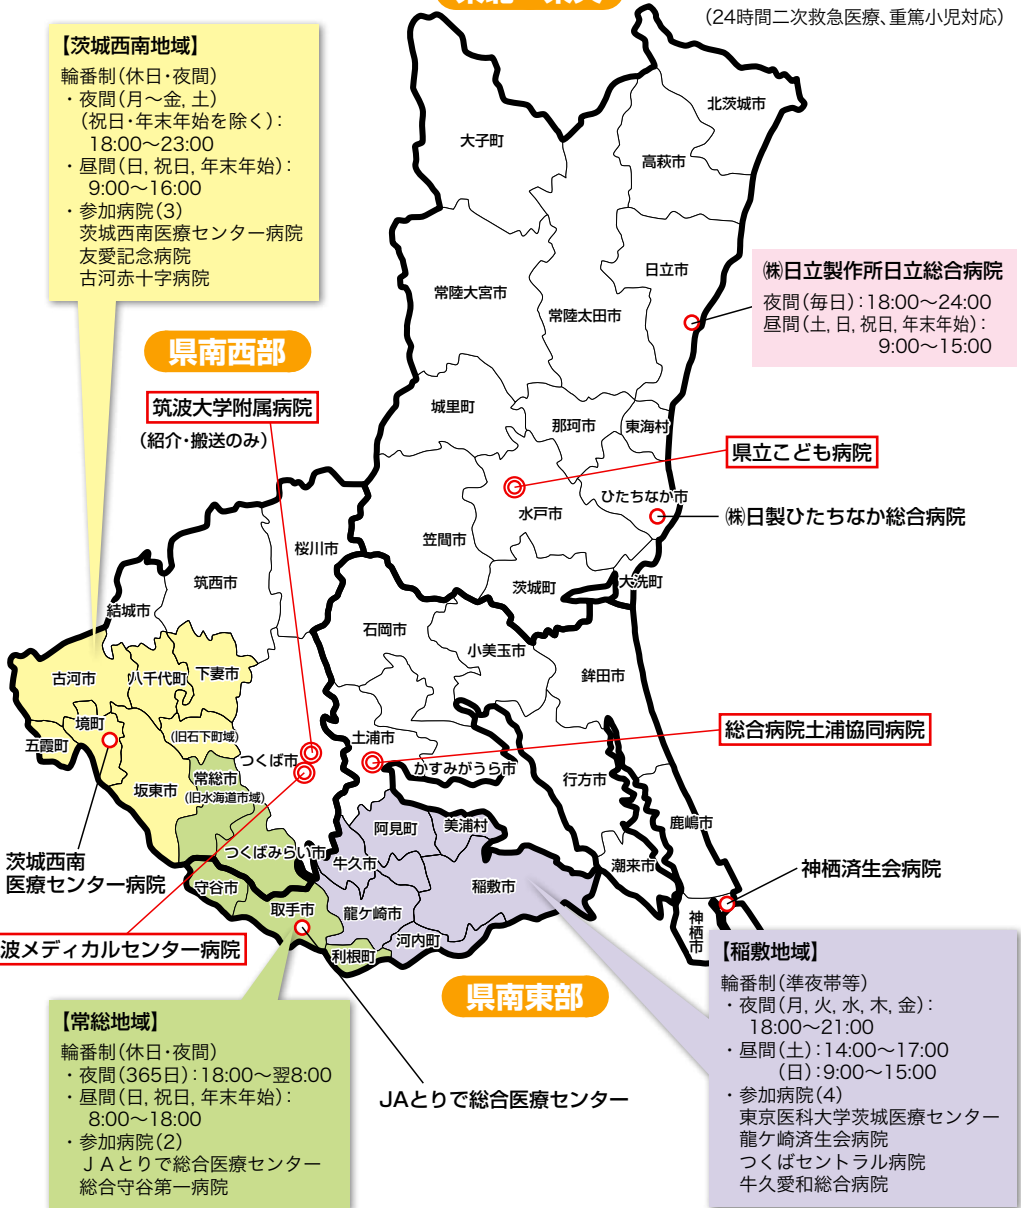 (24時間二次救急医療、重篤小児対応)
【茨城西南地域】
輪番制(休日・夜間)
・夜間(月〜金, 土)
(祝日・年末年始を除く):
18:00〜23:00
・昼間(日, 祝日, 年末年始):
9:00〜16:00
・参加病院(3)
茨城西南医療センター病院
友愛記念病院
古河赤十字病院
北茨城市
大子町
高萩市
日立市
常陸大宮市
常陸太田市
㈱日立製作所日立総合病院
夜間(毎日):18:00〜24:00
昼間(土, 日, 祝日, 年末年始):
9:00〜15:00
県南西部
筑波大学附属病院
(紹介・搬送のみ)
城里町
那珂市
東海村
県立こども病院
ひたちなか市
水戸市
㈱日製ひたちなか総合病院
笠間市
桜川市
筑西市
茨城町
大洗町
結城市
石岡市
小美玉市
鉾田市
古河市
八千代町
下妻市
境町
五霞町
(旧石下町域)
つくば市
土浦市
かすみがうら市
総合病院土浦協同病院
常総市
(旧水海道市域)
坂東市
行方市
鹿嶋市
阿見町
美浦村
つくばみらい市
牛久市
潮来市
茨城西南
医療センター病院
守谷市
稲敷市
神栖済生会病院
取手市
龍ケ崎市
神栖市
河内町
利根町
波メディカルセンター病院
県南東部
【稲敷地域】
輪番制(準夜帯等)
・夜間(月, 火, 水, 木, 金):
18:00〜21:00
・昼間(土):14:00〜17:00
(日):9:00〜15:00
・参加病院(4)
東京医科大学茨城医療センター
龍ケ崎済生会病院
つくばセントラル病院
牛久愛和総合病院
【常総地域】
輪番制(休日・夜間)
・夜間(365日):18:00〜翌8:00
・昼間(日, 祝日, 年末年始):
8:00〜18:00
・参加病院(2)
ＪＡとりで総合医療センター
総合守谷第一病院
JAとりで総合医療センター